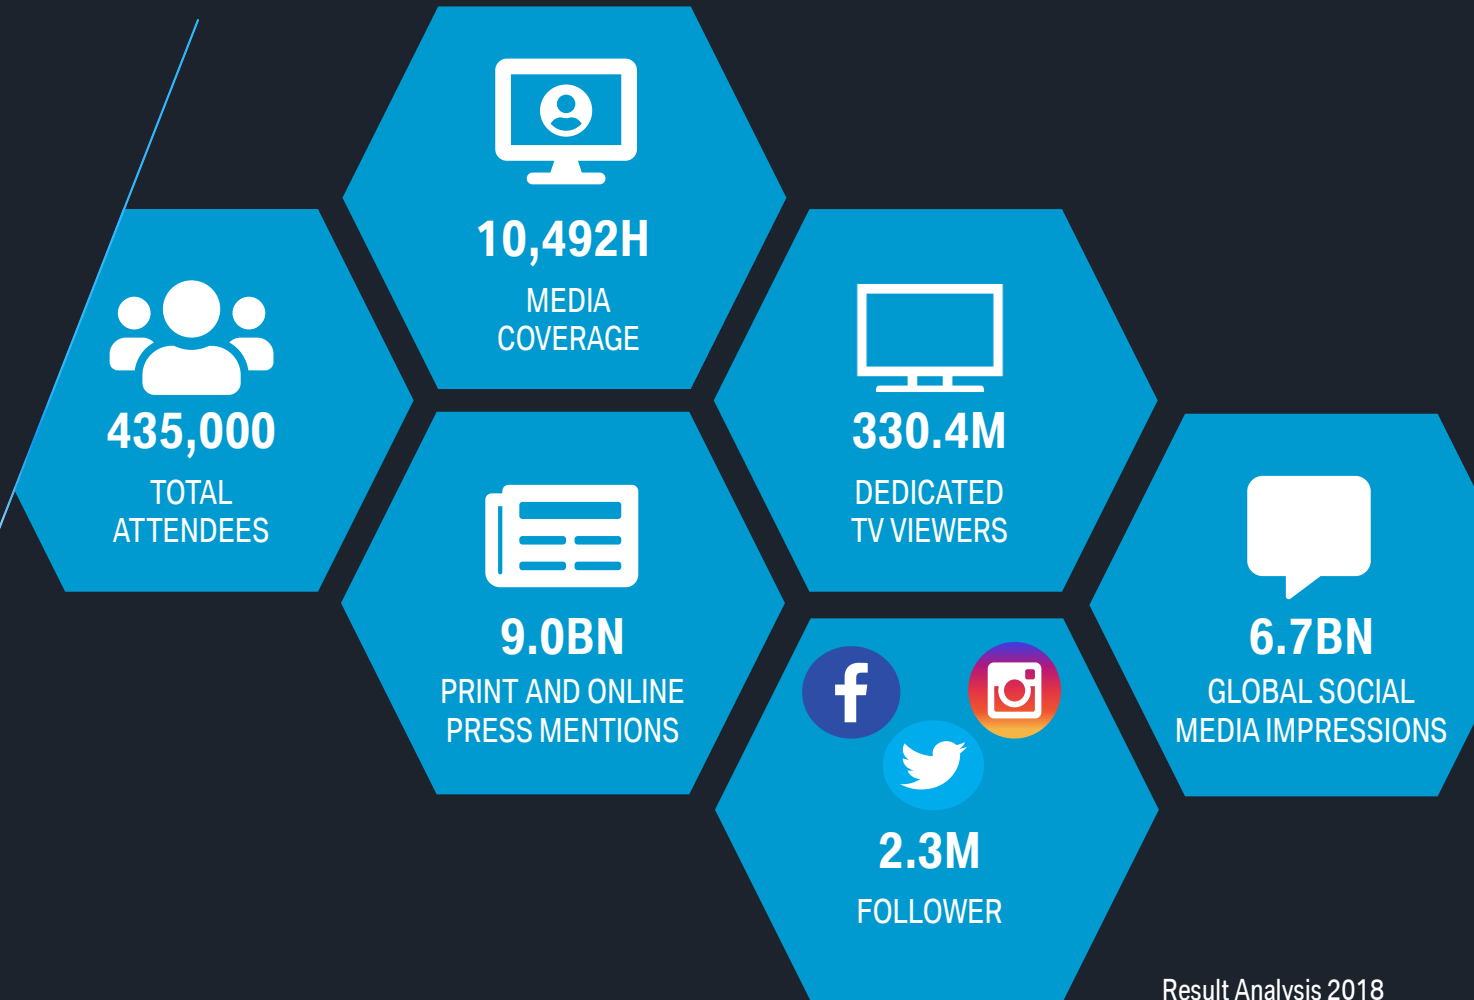 10,492H
MEDIA
COVERAGE
435,000
TOTAL
ATTENDEES
330.4M
DEDICATED
TV VIEWERS
9.0BN
PRINT AND ONLINE
PRESS MENTIONS
6.7BN
GLOBAL SOCIAL
MEDIA IMPRESSIONS
2.3M
FOLLOWER
Result Analysis 2018